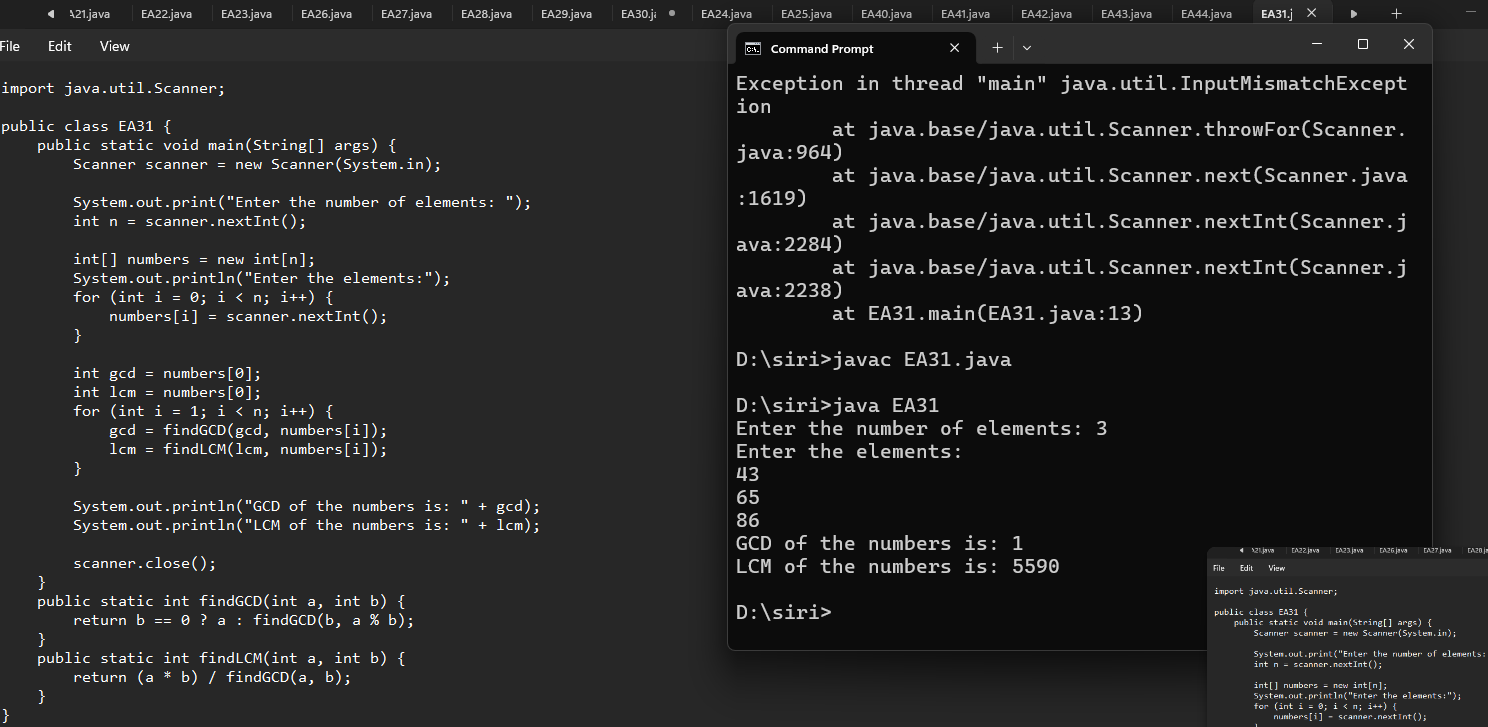 21.java EA22.java EA23.java EA26.java EA27.java EA28.java EA29.java EA30.j EA24.java EA25.java EA40.java EA41.java EA42.java EA43.java EA44.java EA31.j
File Edit View
import java.util.Scanner;
public class EA31 {
public static void main(String[] args) {
Scanner scanner = new Scanner(System.in);
System.out.print("Enter the number of elements: ");
int n = scanner.nextInt();
int[] numbers = new int[n];
System.out.println("Enter the elements:");
for (int i = 0; i < n; i++) {
numbers[i] = scanner.nextInt();
}
int gcd = numbers[0];
int lcm = numbers[0];
for (int i = 1; i < n; i++) {
gcd = findGCD(gcd, numbers[i]);
lcm = findLCM(lcm, numbers[i]);
}
System.out.println("GCD of the numbers is: " + gcd);
System.out.println("LCM of the numbers is: " + lcm);
scanner.close();
}
public static int findGCD(int a, int b) {
return b == 0 ? a : findGCD(b, a % b);
}
public static int findLCM(int a, int b) {
return (a * b) / findGCD(a, b);
}
}
Command Prompt
Exception in thread "main" java.util.InputMismatchExcept
ion
at java.base/java.util.Scanner.throwFor(Scanner.
java:964)
at java.base/java.util.Scanner.next(Scanner.java
:1619)
at java.base/java.util.Scanner.nextInt(Scanner.j
ava:2284)
at java.base/java.util.Scanner.nextInt(Scanner.j
ava:2238)
at EA31.main(EA31.java:13)
D:\siri>javac EA31.java
D:\siri>java EA31
Enter the number of elements: 3
Enter the elements:
43
65
86
GCD of the numbers is: 1
LCM of the numbers is: 5590
D:\siri>
21.java EA22.java EA23.java EA26.java EA27.java EA28.j
File Edit View
import java.util.Scanner;
public class EA31 {
public static void main(String[] args) {
Scanner scanner = new Scanner(System.in);
System.out.print("Enter the number of elements:
int n = scanner.nextInt();
int[] numbers = new int[n];
System.out.println("Enter the elements:");
for (int i = 0; i < n; i++) {
numbers[i] = scanner.nextInt();